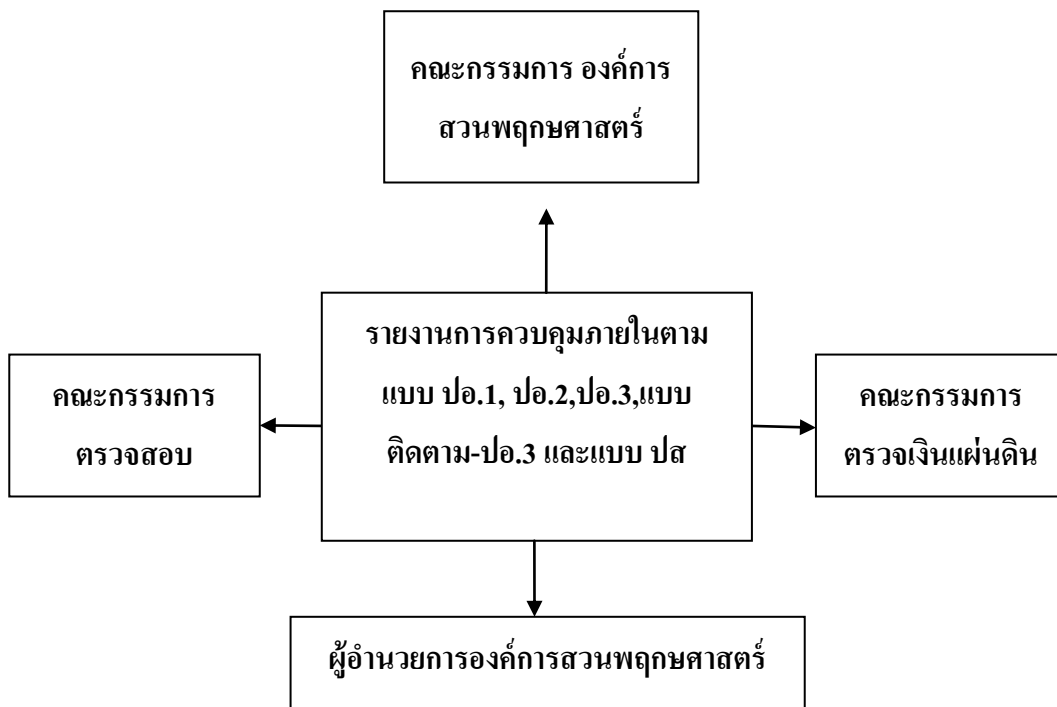 คณะกรรมการ องค์การ
สวนพฤกษศาสตร์
รายงานการควบคุมภายในตาม
แบบ ปอ.1, ปอ.2,ปอ.3,แบบ
ติดตาม-ปอ.3 และแบบ ปส
คณะกรรมการ
ตรวจสอบ
คณะกรรมการ
ตรวจเงินแผ่นดิน
ผู้อำนวยการองค์การสวนพฤกษศาสตร์